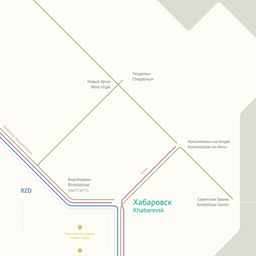 Чегдомын
Chegdomun
Новый Ургал
Novy Urgal
Комсомольск-на-Амуре
Komsomolsk-on-Amur
Биробиджан
Birobidzhan
Советская Гавань
Sovetskaya Gavan
RZD
Хабаровск
Khabarovsk